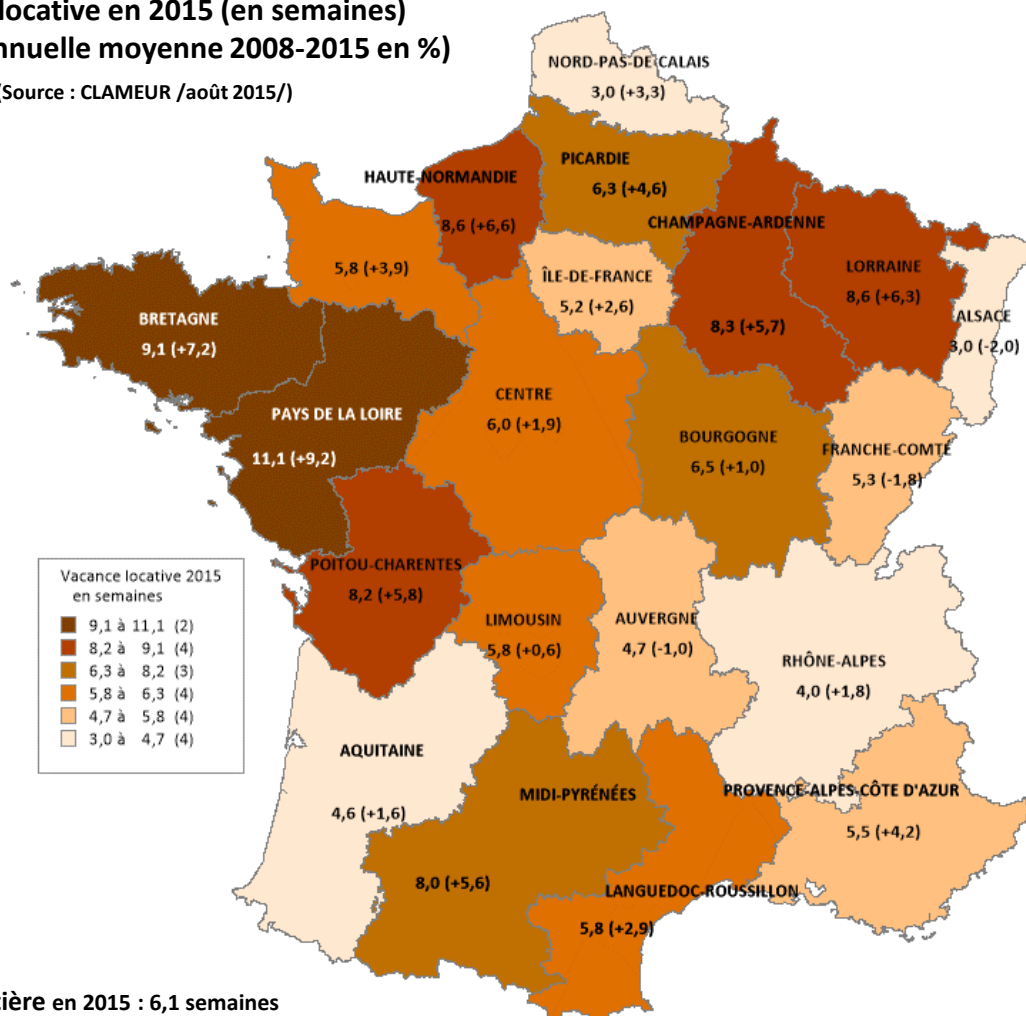 locative en 2015 (en semaines)
nnuelle moyenne 2008-2015 en %)
(Source : CLAMEUR /août 2015/)
NORD-PAS-DE-CALAIS
3,0 (+3,3)
PICARDIE
6,3 (+4,6)
HAUTE-NORMANDIE
8,6 (+6,6)
CHAMPAGNE-ARDENNE
8,3 (+5,7)
5,8 (+3,9)
ÎLE-DE-FRANCE
5,2 (+2,6)
LORRAINE
8,6 (+6,3)
ALSACE
3,0 (-2,0)
BRETAGNE
9,1 (+7,2)
PAYS DE LA LOIRE
11,1 (+9,2)
CENTRE
6,0 (+1,9)
BOURGOGNE
6,5 (+1,0)
FRANCHE-COMTÉ
5,3 (-1,8)
POITOU-CHARENTES
8,2 (+5,8)
LIMOUSIN
5,8 (+0,6)
AUVERGNE
4,7 (-1,0)
RHÔNE-ALPES
4,0 (+1,8)
Vacance locative 2015
en semaines
9,1 à 11,1 (2)
8,2 à 9,1 (4)
6,3 à 8,2 (3)
5,8 à 6,3 (4)
4,7 à 5,8 (4)
3,0 à 4,7 (4)
AQUITAINE
4,6 (+1,6)
MIDI-PYRÉNÉES
8,0 (+5,6)
PROVENCE-ALPES-CÔTE D'AZUR
5,5 (+4,2)
LANGUEDOC-ROUSSILLON
5,8 (+2,9)
tière en 2015 : 6,1 semaines